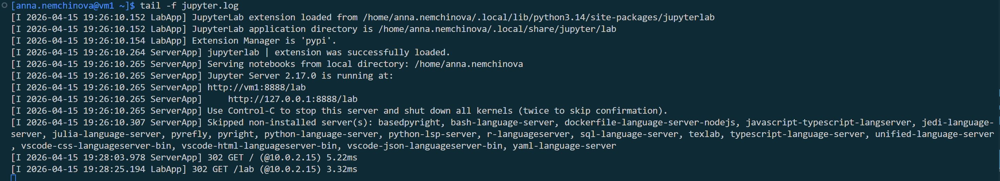 [anna.nemchinova@vm1 ~]$ tail -f jupyter.log
[I 2026-04-15 19:26:10.152 LabApp] JupyterLab extension loaded from /home/anna.nemchinova/.local/lib/python3.14/site-packages/jupyterlab
[I 2026-04-15 19:26:10.152 LabApp] JupyterLab application directory is /home/anna.nemchinova/.local/share/jupyter/lab
[I 2026-04-15 19:26:10.154 LabApp] Extension Manager is 'pypi'.
[I 2026-04-15 19:26:10.264 ServerApp] jupyterlab | extension was successfully loaded.
[I 2026-04-15 19:26:10.265 ServerApp] Serving notebooks from local directory: /home/anna.nemchinova
[I 2026-04-15 19:26:10.265 ServerApp] Jupyter Server 2.17.0 is running at:
[I 2026-04-15 19:26:10.265 ServerApp] http://vm1:8888/lab
[I 2026-04-15 19:26:10.265 ServerApp]     http://127.0.0.1:8888/lab
[I 2026-04-15 19:26:10.265 ServerApp] Use Control-C to stop this server and shut down all kernels (twice to skip confirmation).
[I 2026-04-15 19:26:10.307 ServerApp] Skipped non-installed server(s): basedpyright, bash-language-server, dockerfile-language-server-nodejs, javascript-typescript-langserver, jedi-language-
server, julia-language-server, pyrefly, pyright, python-language-server, python-lsp-server, r-languageserver, sql-language-server, texlab, typescript-language-server, unified-language-server
, vscode-css-languageserver-bin, vscode-html-languageserver-bin, vscode-json-languageserver-bin, yaml-language-server
[I 2026-04-15 19:28:03.978 ServerApp] 302 GET / (@10.0.2.15) 5.22ms
[I 2026-04-15 19:28:25.194 LabApp] 302 GET /lab (@10.0.2.15) 3.32ms